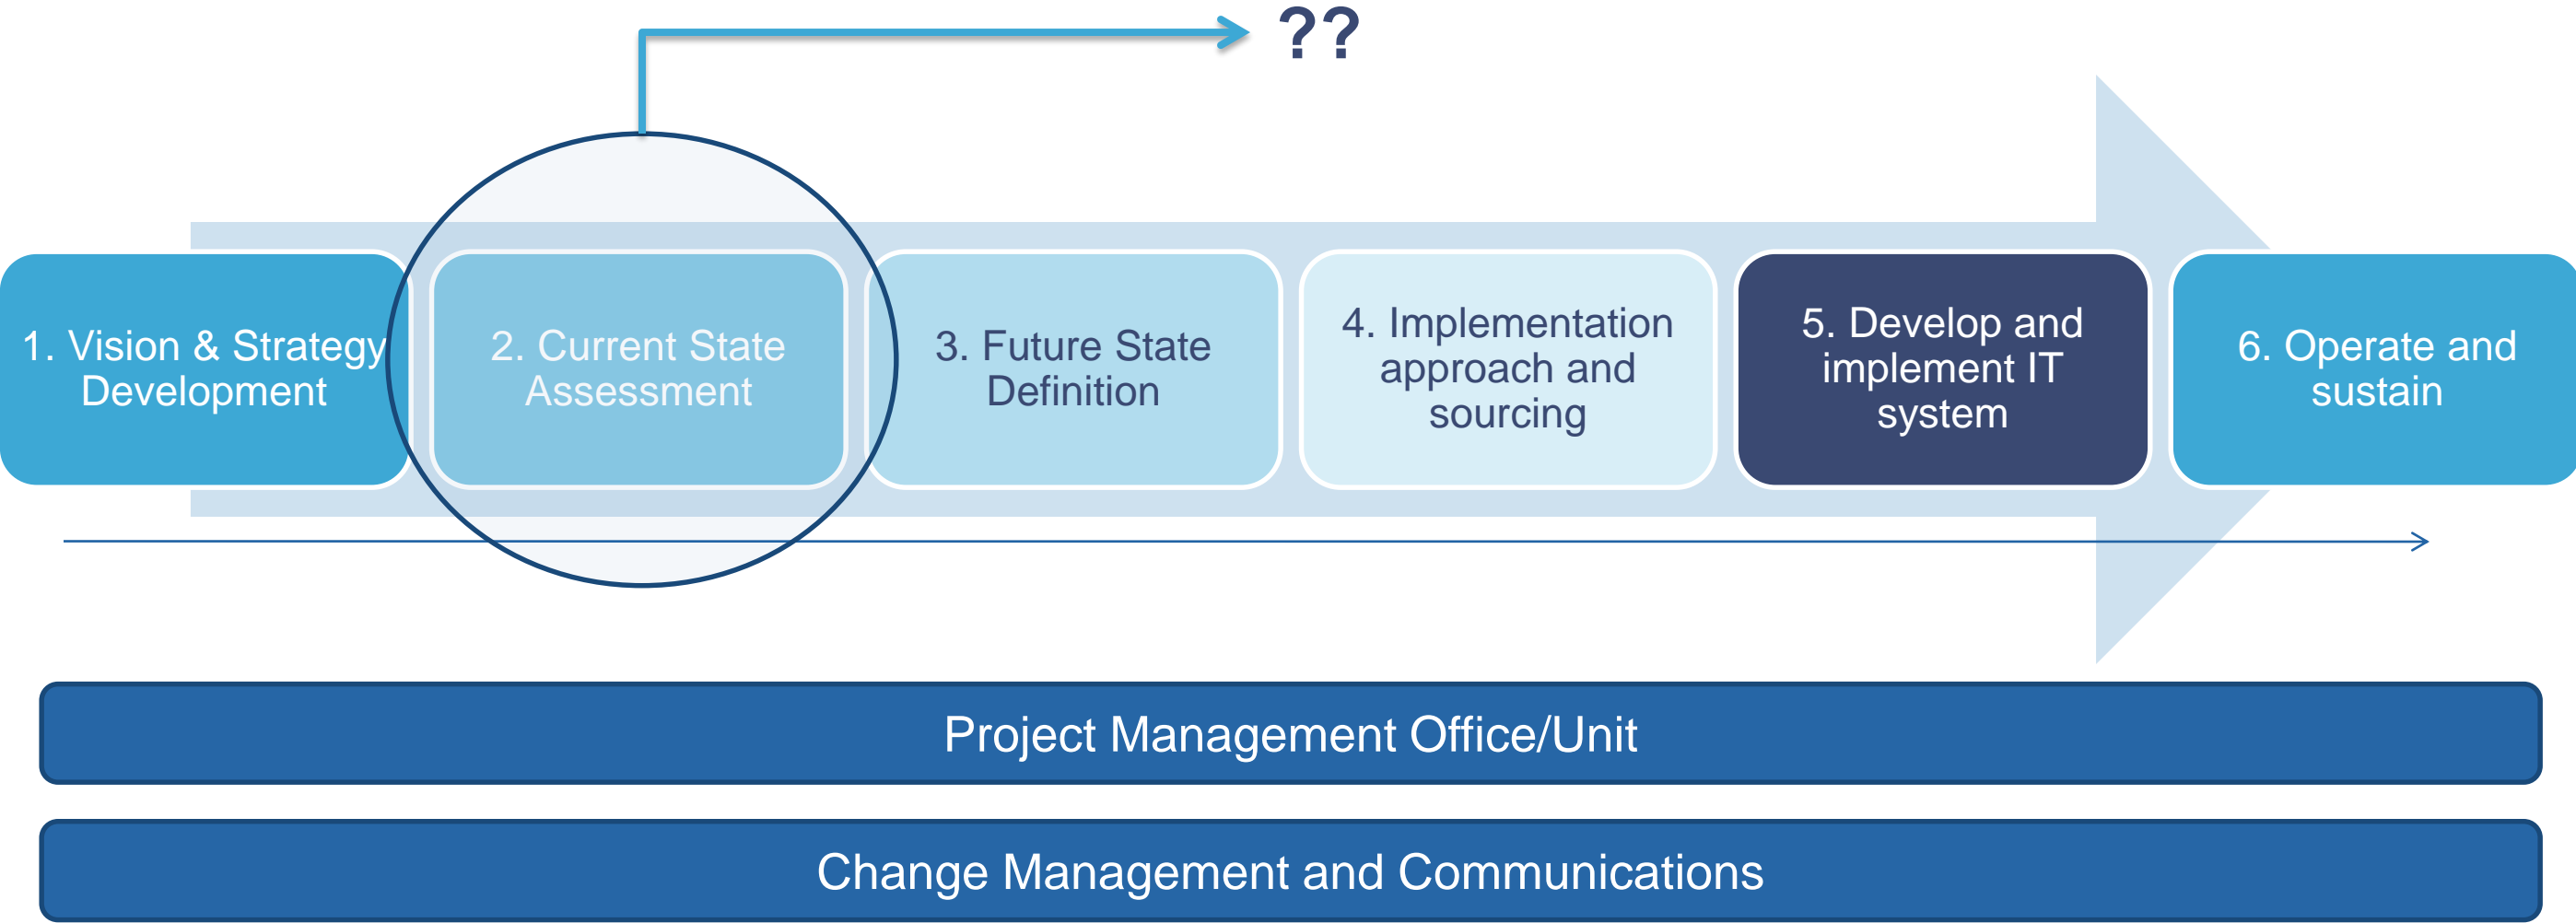 ??
1. Vision & Strategy
Development
2. Current State
Assessment
3. Future State
Definition
4. Implementation
approach and
sourcing
5. Develop and
implement IT
system
6. Operate and
sustain
Project Management Office/Unit
Change Management and Communications